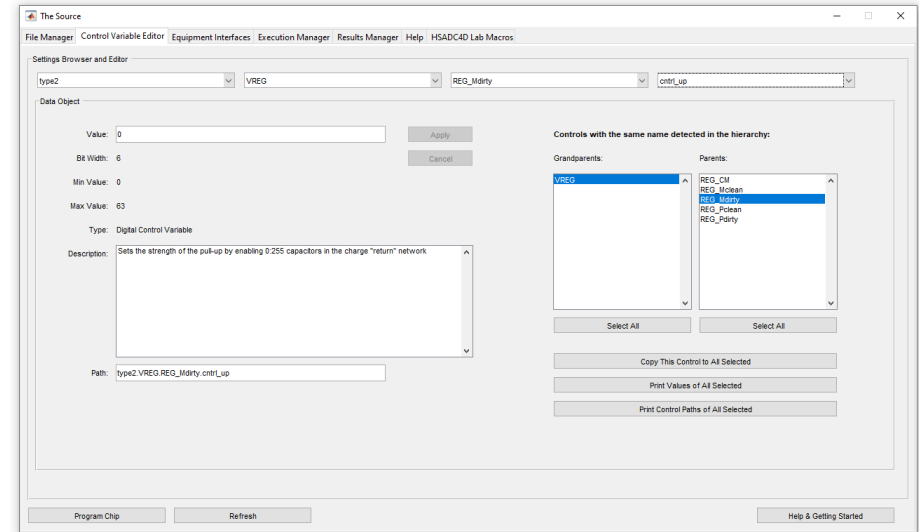 The Source
File Manager Control Variable Editor Equipment Interfaces Execution Manager Results Manager Help HSADC4D Lab Macros
Settings Browser and Editor
type2 VREG REG_Mdirty cntrl_up
Data Object
Value: 0 Apply
Bit Width: 6 Cancel
Min Value: 0
Max Value: 63
Type: Digital Control Variable
Description: Sets the strength of the pull-up by enabling 0:255 capacitors in the charge "return" network
Path: type2.VREG.REG_Mdirty.cntrl_up
Controls with the same name detected in the hierarchy:
Grandparents: Parents:
VREG
REG_CM
REG_Mclean
REG_Mdirty
REG_Pclean
REG_Pdirty
Select All Select All
Copy This Control to All Selected
Print Values of All Selected
Print Control Paths of All Selected
Program Chip Refresh Help & Getting Started